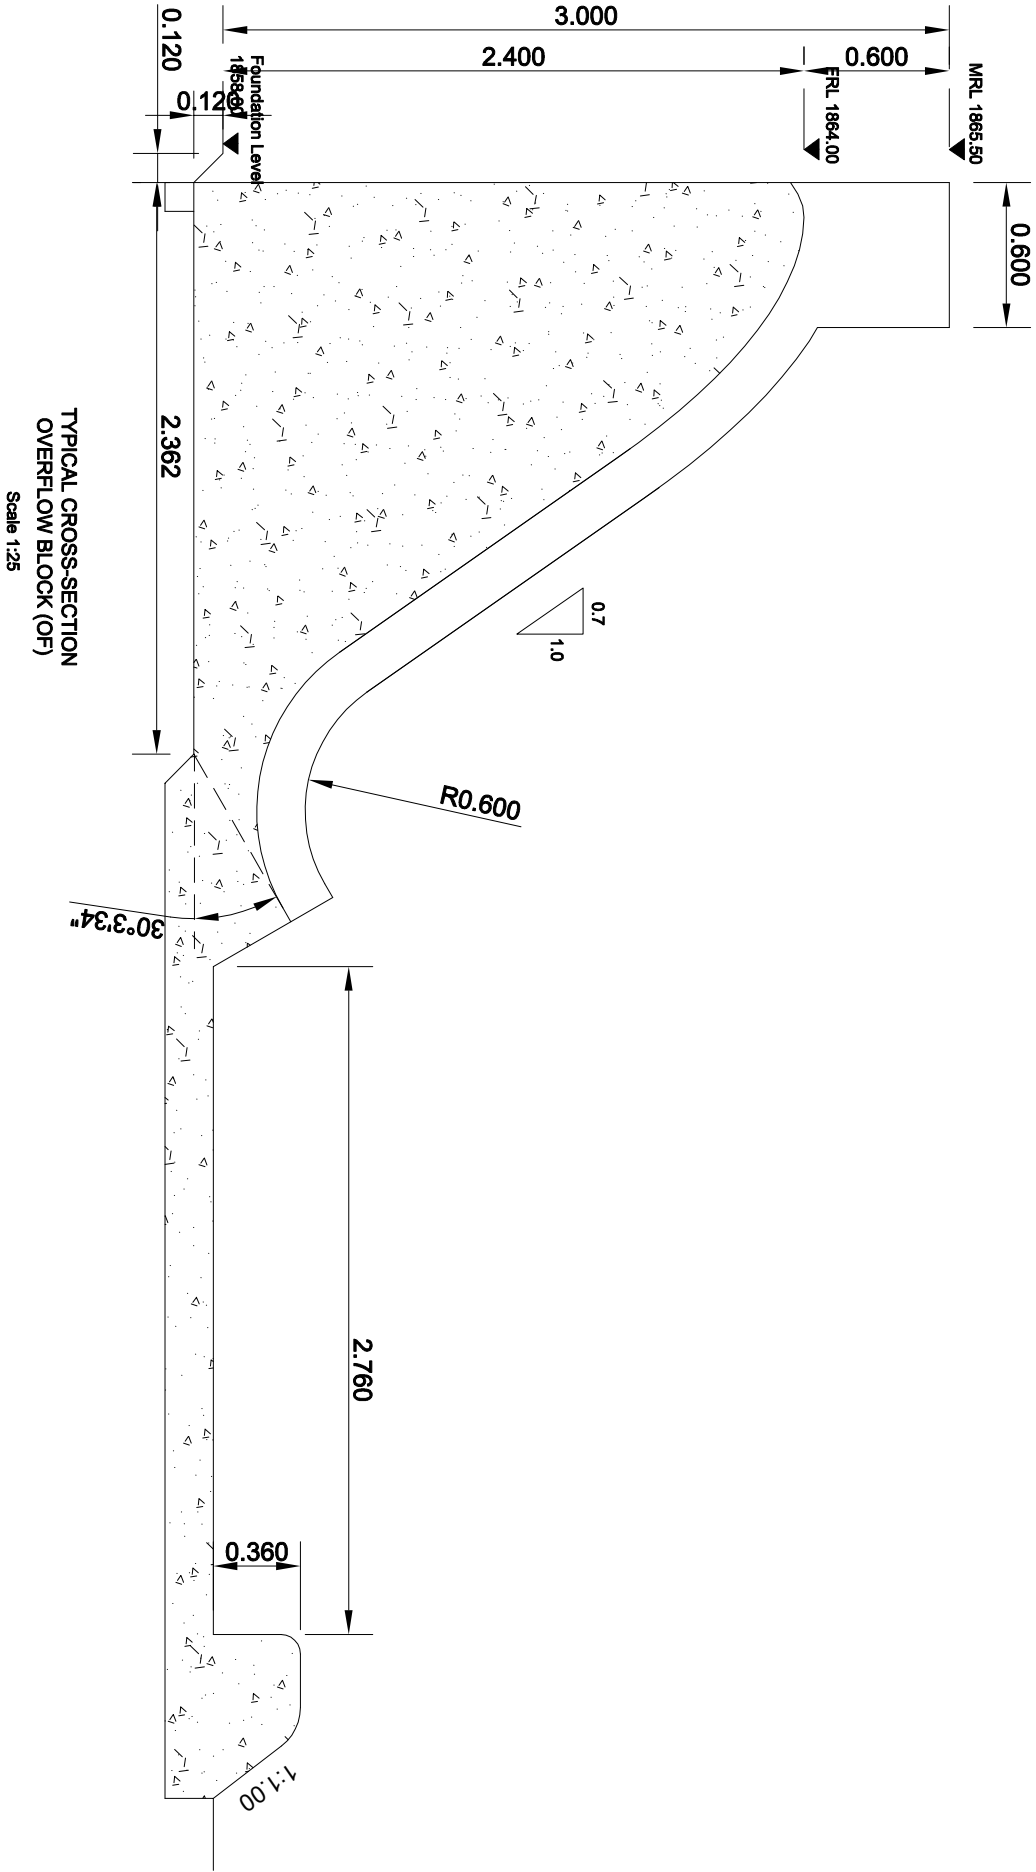 3.000
2.400
0.600
MRL 1865.50
FRL 1864.00
0.600
0.120
0.120
Foundation Level
1858.00
2.362
0.7
1.0
R0.600
30°3'34"
2.760
0.360
1:1.00
TYPICAL CROSS-SECTION
OVERFLOW BLOCK (OF)
Scale 1:25